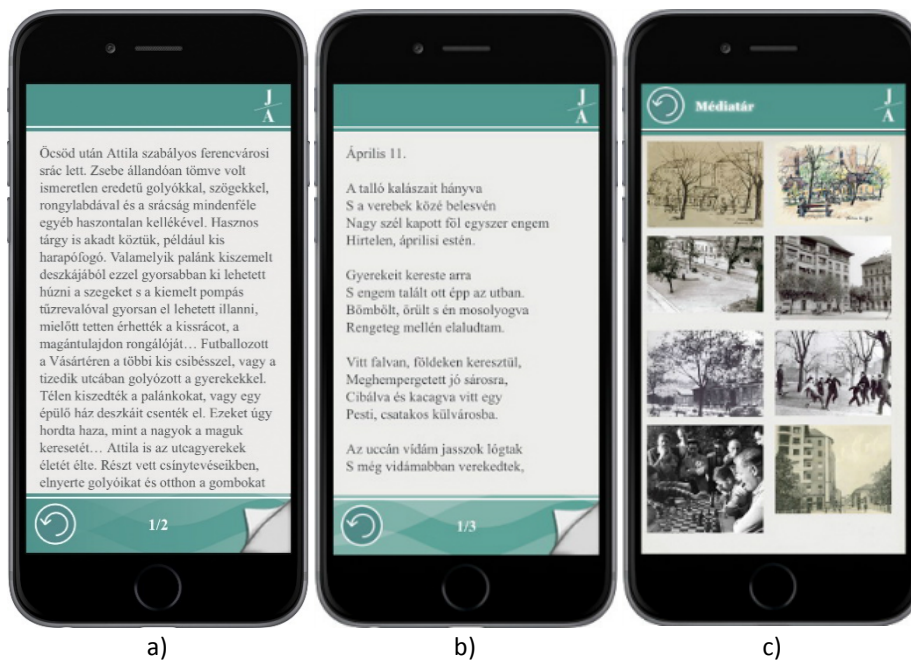 J
A
Öcsöd után Attila szabályos ferencvárosi
srác lett. Zsebe állandóan tömve volt
ismeretlen eredetű golyókkal, szögekkel,
rongylabdával és a srácság mindenféle
egyéb haszontalan kellékével. Hasznos
tárgy is akadt köztük, például kis
harapófogó. Valamelyik palánk kiszemelt
deszkájából ezzel gyorsabban ki lehetett
húzni a szegeket s a kiemelt pompás
tűzrevalóval gyorsan el lehetett illanni,
mielőtt tetten érhették a kissrácot, a
magántulajdon rongálóját… Futballozott
a Vásártéren a többi kis csibésszel, vagy a
tizedik utcában golyózott a gyerekekkel.
Télen kiszedték a palánkokat, vagy egy
épülő ház deszkáit csenték el. Ezeket úgy
hordta haza, mint a nagyok a maguk
keresetét… Attila is az utcagyerekek
életét élte. Részt vett csínytevéseikben,
elnyerte golyóikat és otthon a gombokat
1/2
a)
J
A
Április 11.
A talló kalászait hányva
S a verebek közé belesvén
Nagy szél kapott föl egyszer engem
Hirtelen, áprilisi estén.
Gyerekeit kereste arra
S engem talált ott épp az utban.
Bömbölt, örült s én mosolyogva
Rengeteg mellén elaludtam.
Vitt falvan, földeken keresztül,
Meghempergetett jó sárosra,
Cibálva és kacagva vitt egy
Pesti, csatakos külvárosba.
Az uccán vidám jasszok lógtak
S még vidámabban verekedtek,
1/3
b)
Médiatár
J
A
c)